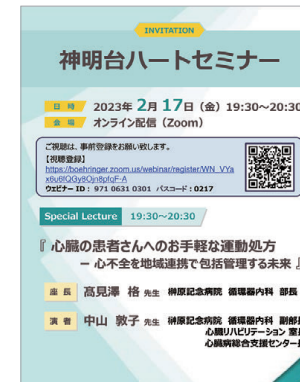 INVITATION
神明台ハートセミナー
日 時 2023年 2月 17日 (金) 19:30~20:30
会 場 オンライン配信 (Zoom)
ご視聴は、事前登録をお願い致します。
【視聴登録】
https://boehringer.zoom.us/webinar/register/WN_VYa
ウェビナー ID : 971 0631 0301 パスコード : 0217
Special Lecture 19:30~20:30
『 心臓の患者さんへのお手軽な運動処方
− 心不全を地域連携で包括管理する未来 』
座 長 髙見澤 格 先生 榊原記念病院 循環器内科 部長
演 者 中山 敦子 先生 榊原記念病院 循環器内科 副部長
心臓リハビリテーション 室長
心臓病総合支援センター長